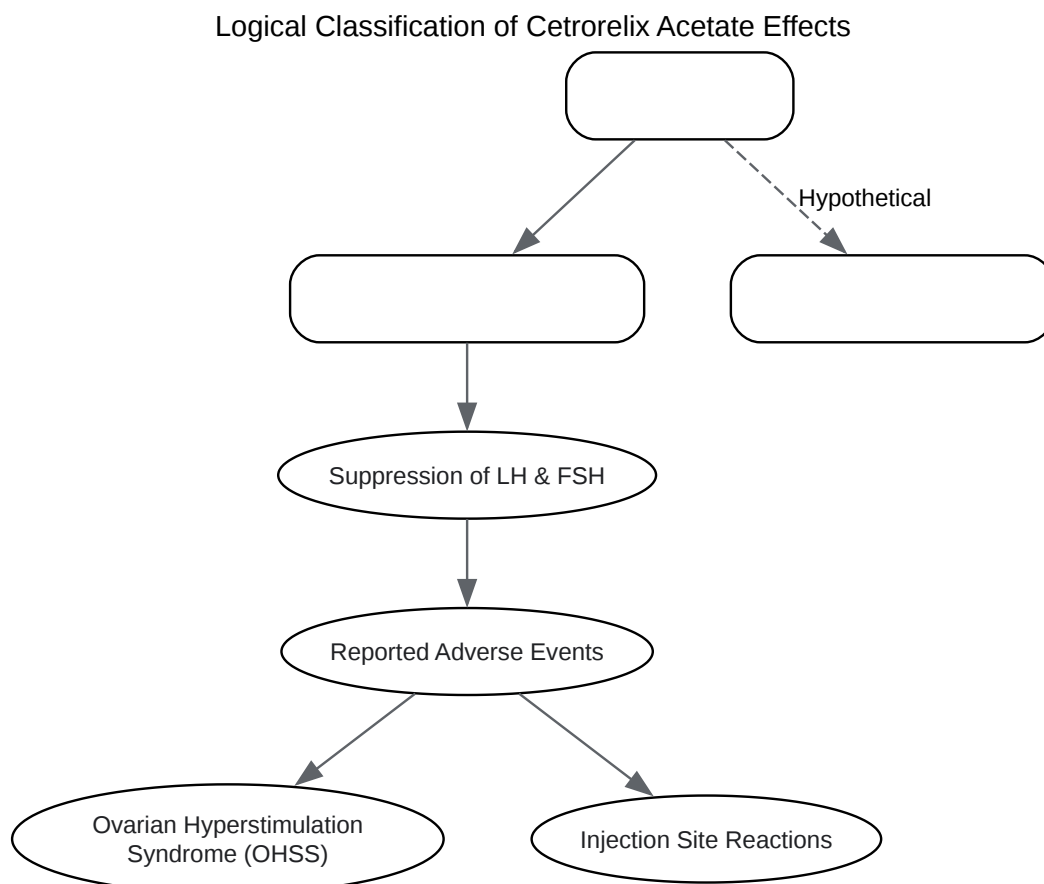 Logical Classification of Cetrorelix Acetate Effects
Hypothetical
Suppression of LH & FSH
Reported Adverse Events
Ovarian Hyperstimulation
Syndrome (OHSS)
Injection Site Reactions